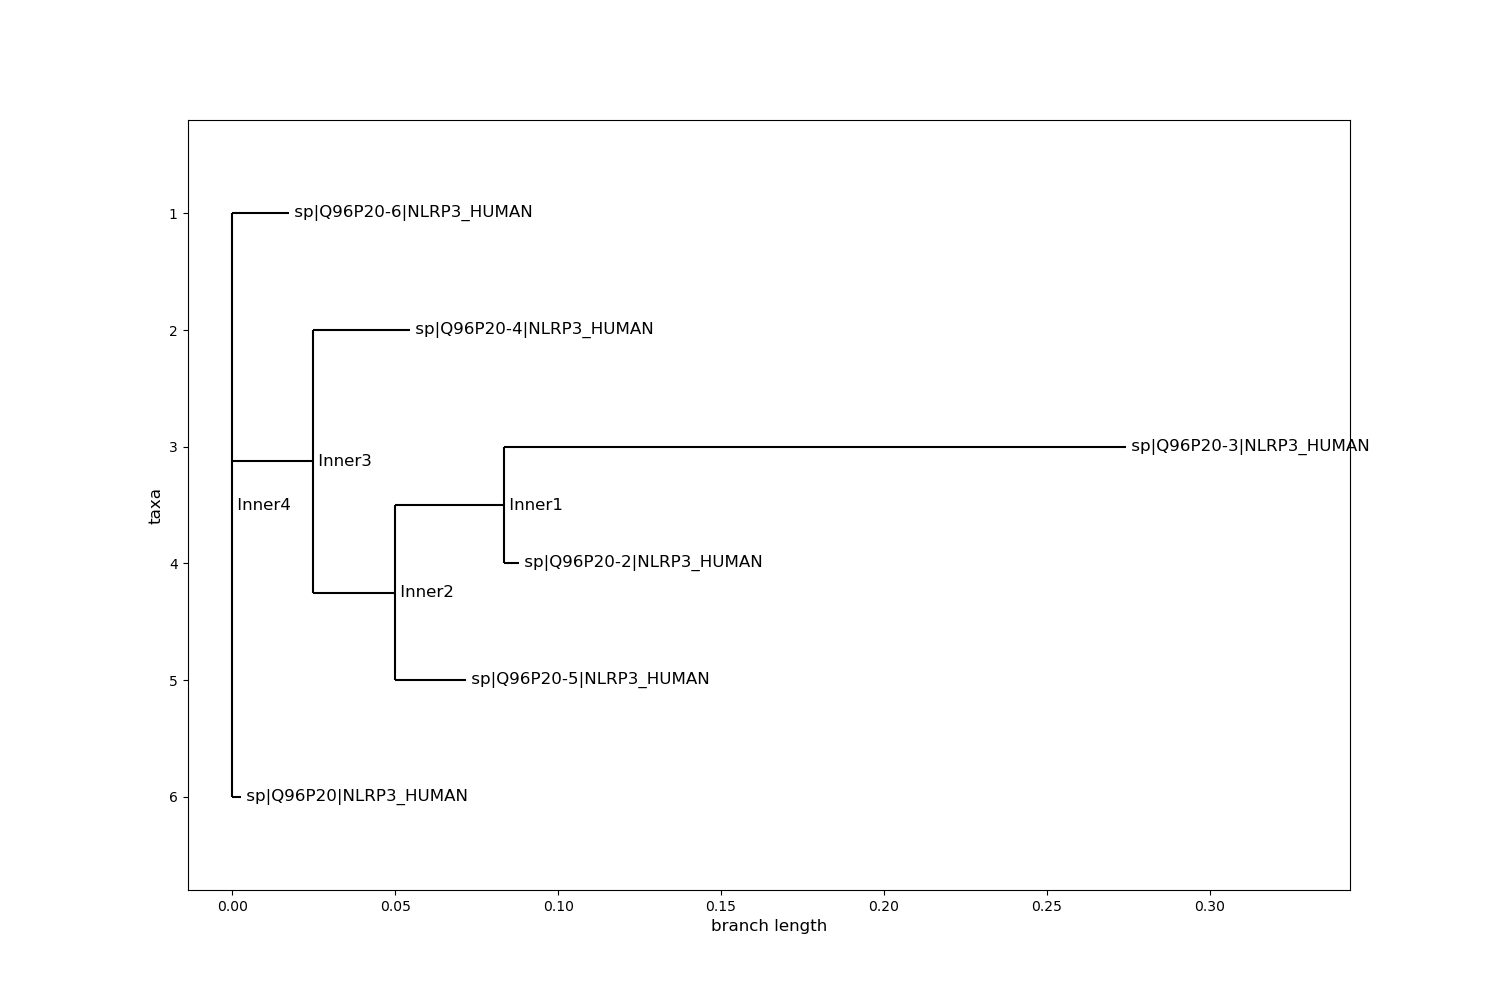 1
sp|Q96P20-6|NLRP3_HUMAN
2
sp|Q96P20-4|NLRP3_HUMAN
3
sp|Q96P20-3|NLRP3_HUMAN
Inner3
taxa
Inner4
Inner1
4
sp|Q96P20-2|NLRP3_HUMAN
Inner2
5
sp|Q96P20-5|NLRP3_HUMAN
6
sp|Q96P20|NLRP3_HUMAN
0.00 0.05 0.10 0.15 0.20 0.25 0.30
branch length